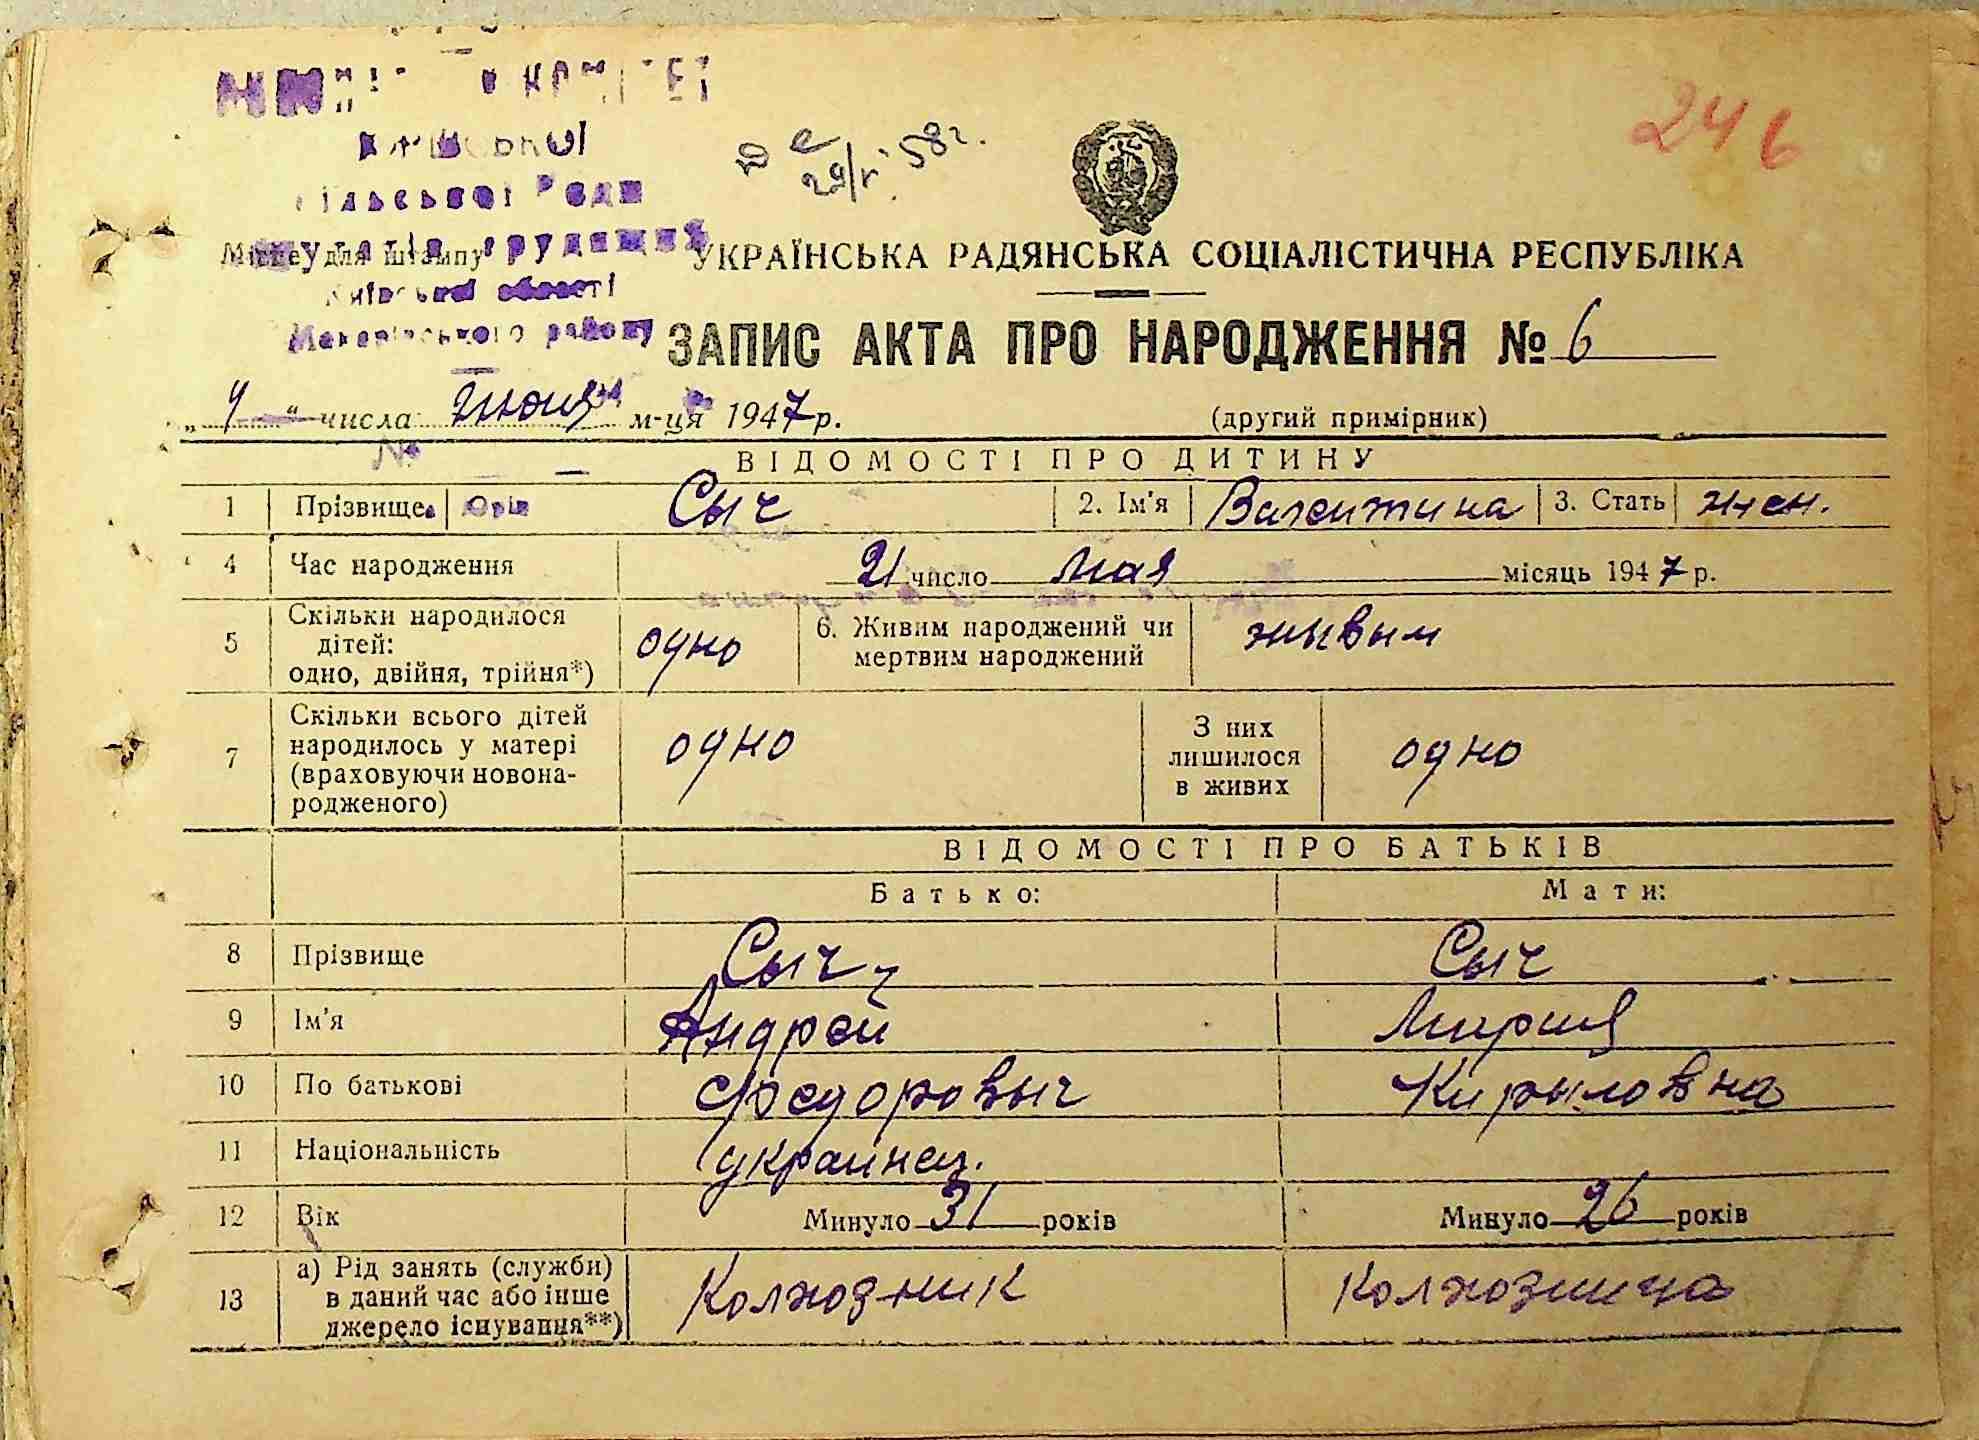 246
58г.
Місце для штампу
сільської Ради
Київської області
Макарівського району
УКРАЇНСЬКА РАДЯНСЬКА СОЦІАЛІСТИЧНА РЕСПУБЛІКА
ЗАПИС АКТА ПРО НАРОДЖЕННЯ № 6
„ 4 “ числа июня м-ця 1947 р.
(другий примірник)
ВІДОМОСТІ ПРО ДИТИНУ
1 Прізвище Сыч 2. Ім'я Валентина 3. Стать жен.
4 Час народження 21 число мая місяць 1947 р.
5 Скільки народилося дітей: одно, двійня, трійня*) одно 6. Живим народжений чи мертвим народжений жывым
7 Скільки всього дітей народилось у матері (враховуючи новонародженого) одно З них лишилося в живих одно
ВІДОМОСТІ ПРО БАТЬКІВ
Батько: Мати:
8 Прізвище Сыч Сыч
9 Ім'я Андрей Мария
10 По батькові Федоровыч Кирыловна
11 Національність украинец.
12 Вік Минуло 31 років Минуло 26 років
13 а) Рід занять (служби) в даний час або інше джерело існування**) Колхозник Колхозница